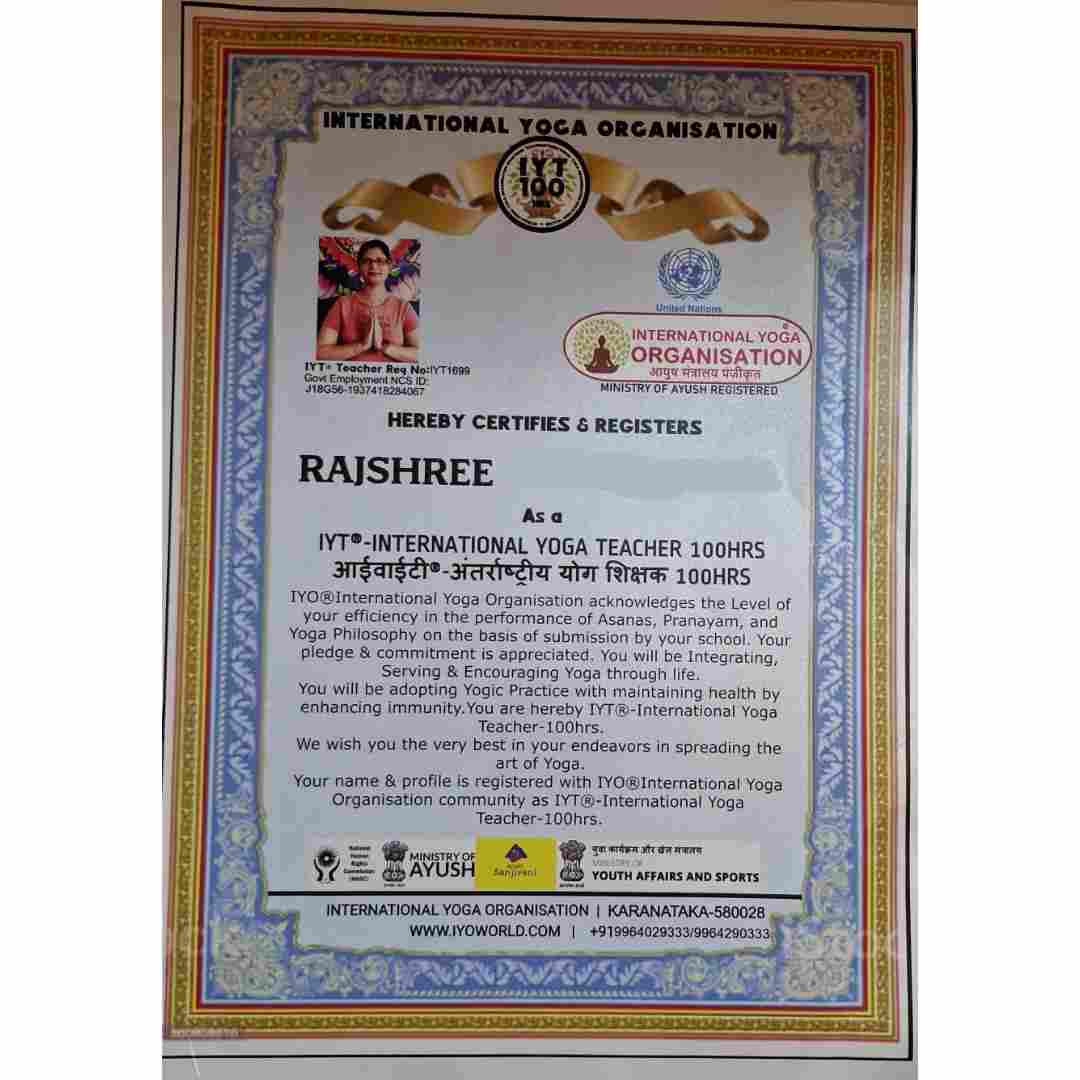 INTERNATIONAL YOGA ORGANISATION
IYT
100
HRS
United Nations
INTERNATIONAL YOGA ®
ORGANISATION
आयुष मंत्रालय पंजीकृत
MINISTRY OF AYUSH REGISTERED
IYT® Teacher Reg No:IYT1699
Govt Employment NCS ID:
J18G56-1937418284067
HEREBY CERTIFIES & REGISTERS
RAJSHREE
As a
IYT®-INTERNATIONAL YOGA TEACHER 100HRS
आईवाईटी®-अंतर्राष्ट्रीय योग शिक्षक 100HRS
IYO®International Yoga Organisation acknowledges the Level of
your efficiency in the performance of Asanas, Pranayam, and
Yoga Philosophy on the basis of submission by your school. Your
pledge & commitment is appreciated. You will be Integrating,
Serving & Encouraging Yoga through life.
You will be adopting Yogic Practice with maintaining health by
enhancing immunity.You are hereby IYT®-International Yoga
Teacher-100hrs.
We wish you the very best in your endeavors in spreading the
art of Yoga.
Your name & profile is registered with IYO®International Yoga
Organisation community as IYT®-International Yoga
Teacher-100hrs.
National
Human
Rights
Commission
(NHRC)
MINISTRY OF
AYUSH
Sanjivani
युवा कार्यक्रम और खेल मंत्रालय
MINISTRY OF
YOUTH AFFAIRS AND SPORTS
INTERNATIONAL YOGA ORGANISATION | KARANATAKA-580028
WWW.IYOWORLD.COM | +919964029333/9964290333